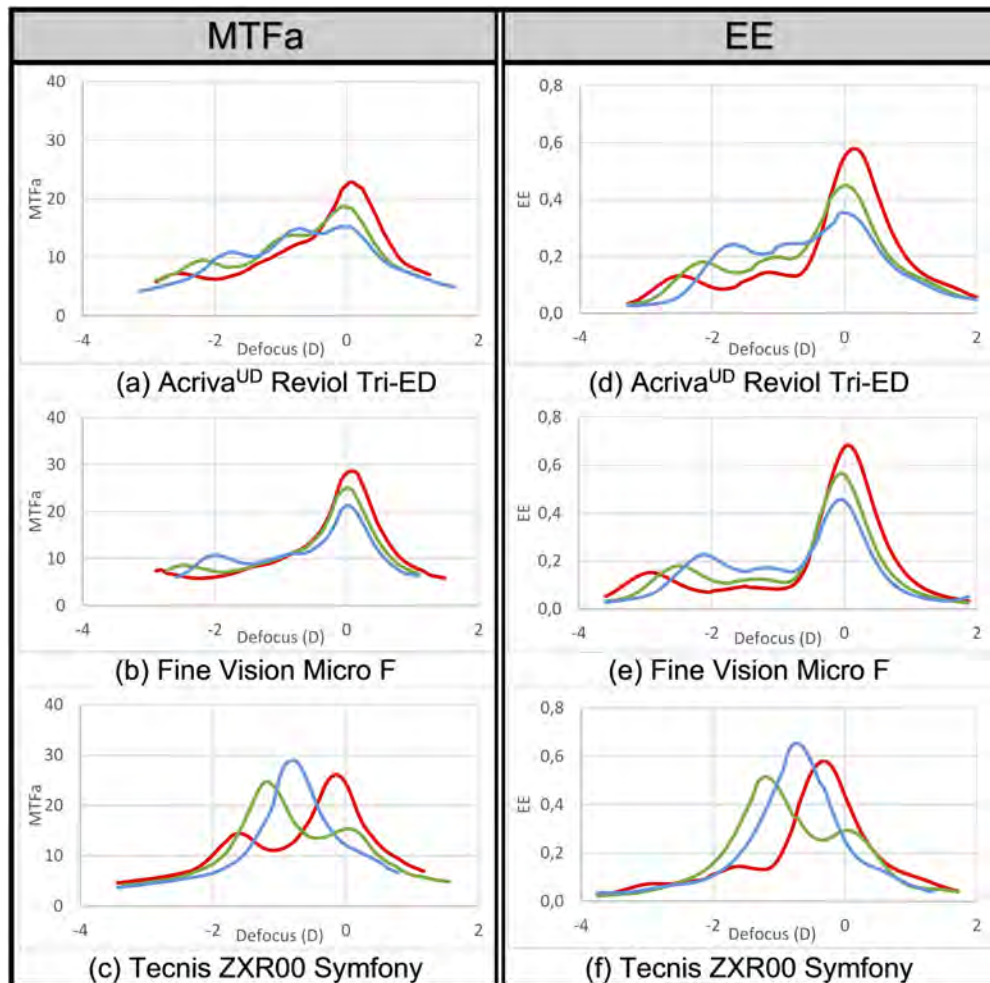 MTFa
EE
40
30
20
10
0
MTFa
-4
-2
0
2
Defocus (D)
(a) Acriva^UD Reviol Tri-ED
0,8
0,6
0,4
0,2
0,0
EE
-4
-2
0
2
Defocus (D)
(d) Acriva^UD Reviol Tri-ED
40
30
20
10
0
MTFa
-4
-2
0
2
Defocus (D)
(b) Fine Vision Micro F
0,8
0,6
0,4
0,2
0,0
EE
-4
-2
0
2
Defocus (D)
(e) Fine Vision Micro F
40
30
20
10
0
MTFa
-4
-2
0
2
Defocus (D)
(c) Tecnis ZXR00 Symfony
0,8
0,6
0,4
0,2
0,0
EE
-4
-2
0
2
Defocus (D)
(f) Tecnis ZXR00 Symfony